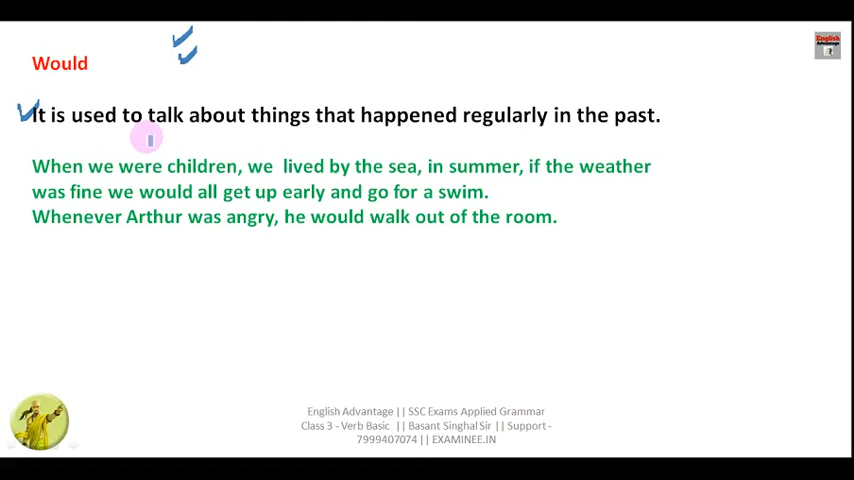 English
Advantage
Would
It is used to talk about things that happened regularly in the past.
When we were children, we lived by the sea, in summer, if the weather
was fine we would all get up early and go for a swim.
Whenever Arthur was angry, he would walk out of the room.
English Advantage || SSC Exams Applied Grammar
Class 3 - Verb Basic || Basant Singhal Sir || Support -
7999407074 || EXAMINEE.IN